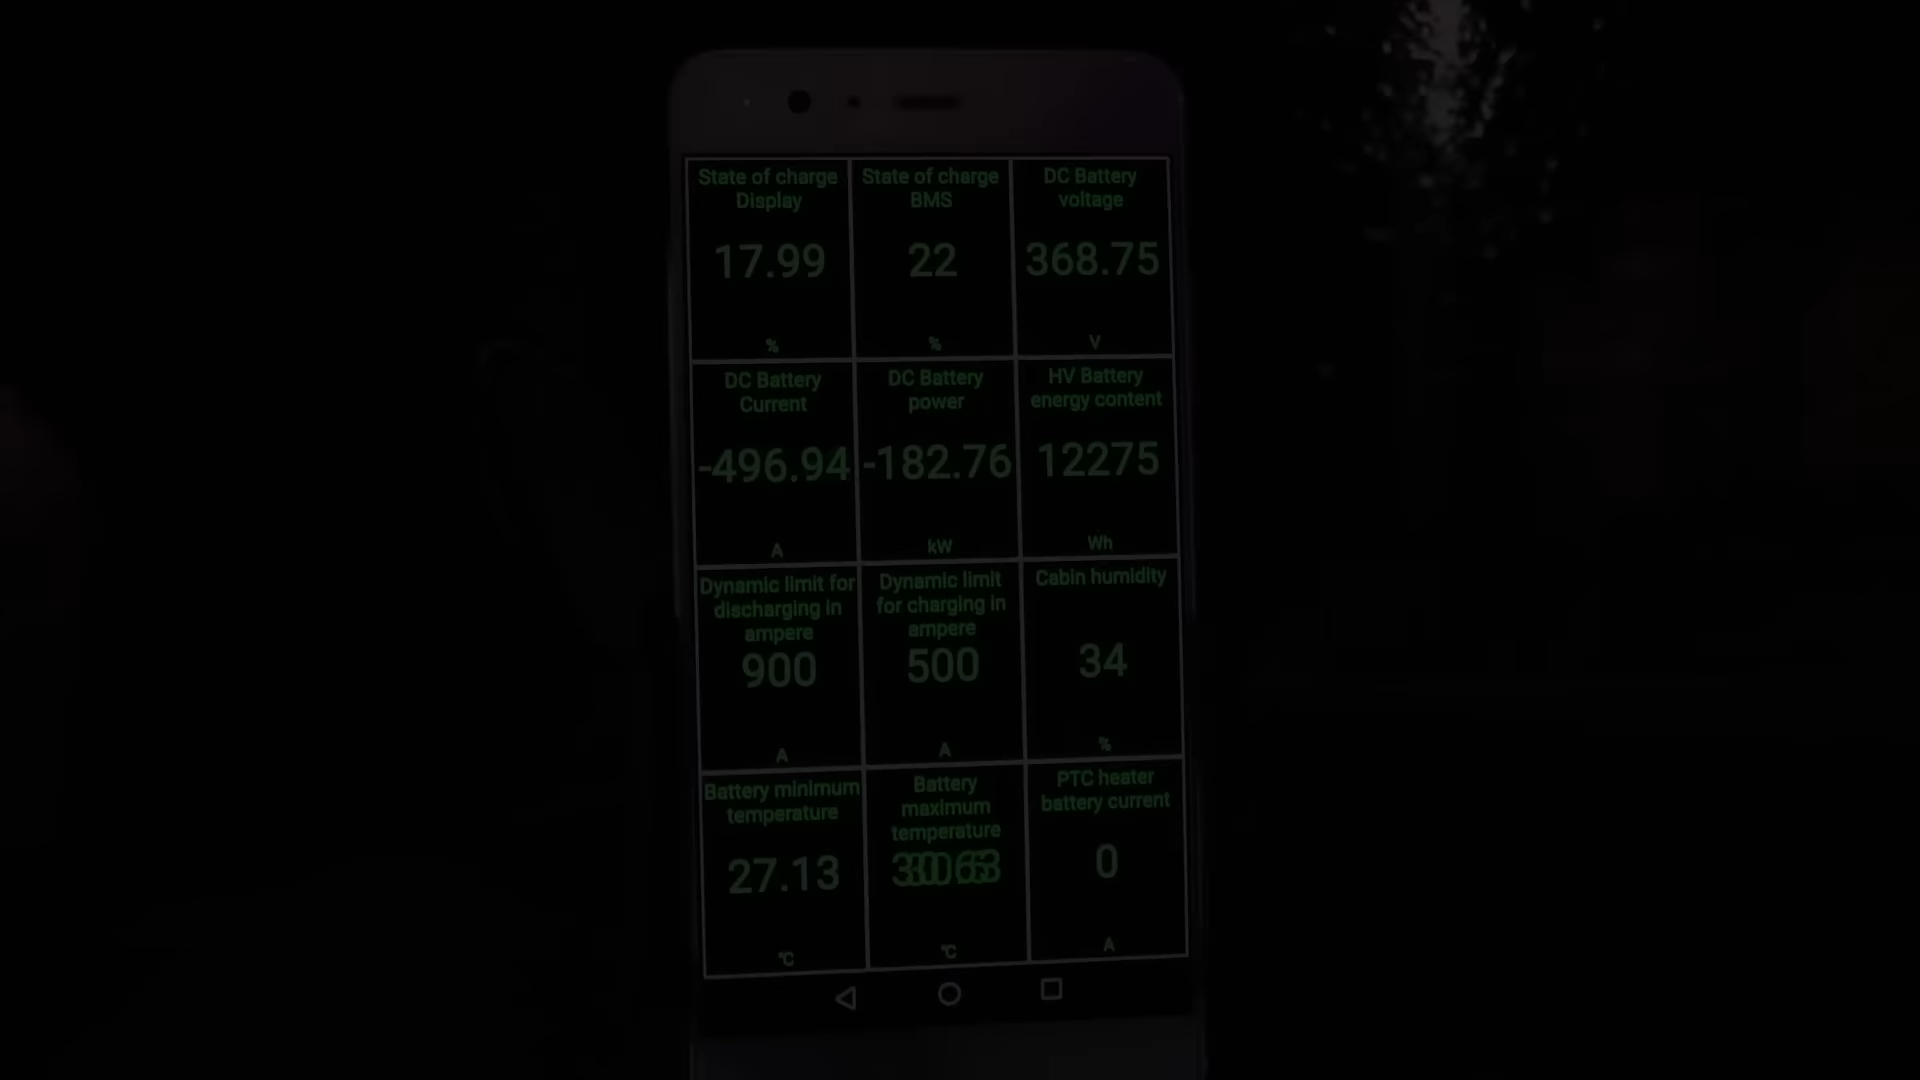 State of charge
Display
17.99
%
State of charge
BMS
22
%
DC Battery
voltage
368.75
V
DC Battery
Current
-496.94
A
DC Battery
power
-182.76
kW
HV Battery
energy content
12275
Wh
Dynamic limit for
discharging in
ampere
900
A
Dynamic limit
for charging in
ampere
500
A
Cabin humidity
34
%
Battery minimum
temperature
27.13
°C
Battery
maximum
temperature
°C
PTC heater
battery current
0
A